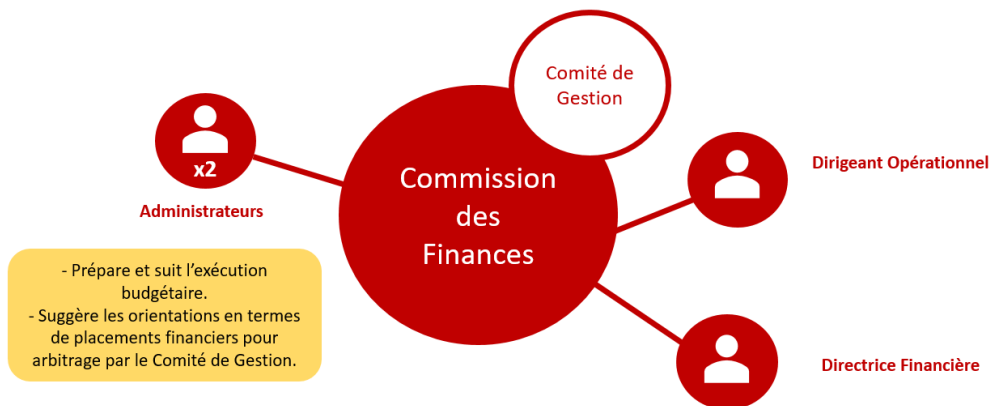 Comité de
Gestion
x2
Administrateurs
Commission
des
Finances
Dirigeant Opérationnel
- Prépare et suit l’exécution
budgétaire.
- Suggère les orientations en termes
de placements financiers pour
arbitrage par le Comité de Gestion.
Directrice Financière